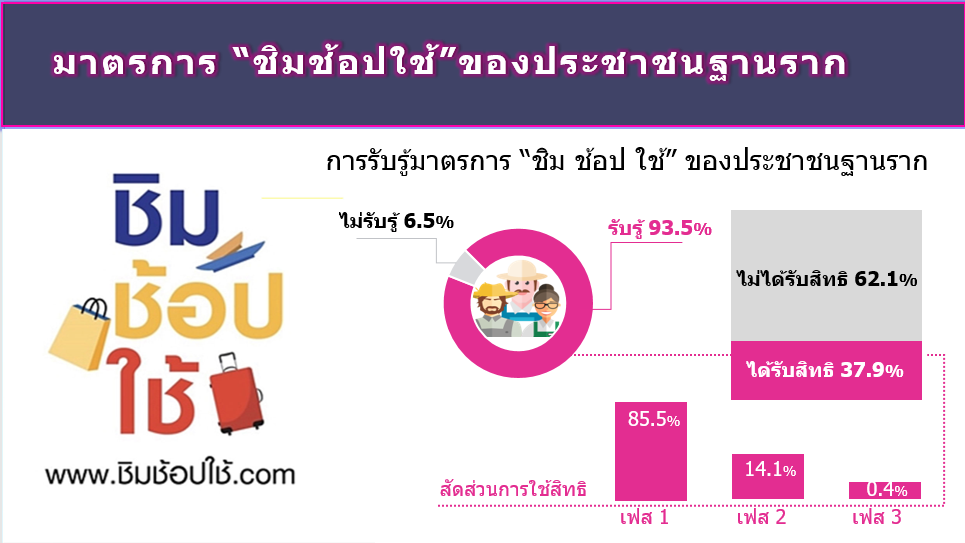 มาตรการ “ชิมช้อปใช้”ของประชาชนฐานราก
การรับรู้มาตรการ “ชิม ช้อป ใช้” ของประชาชนฐานราก
ชิม
ช้อป
ใช้
www.ชิมช้อปใช้.com
ไม่รับรู้ 6.5%
รับรู้ 93.5%
ไม่ได้รับสิทธิ 62.1%
ได้รับสิทธิ 37.9%
85.5%
14.1%
0.4%
สัดส่วนการใช้สิทธิ
เฟส 1
เฟส 2
เฟส 3